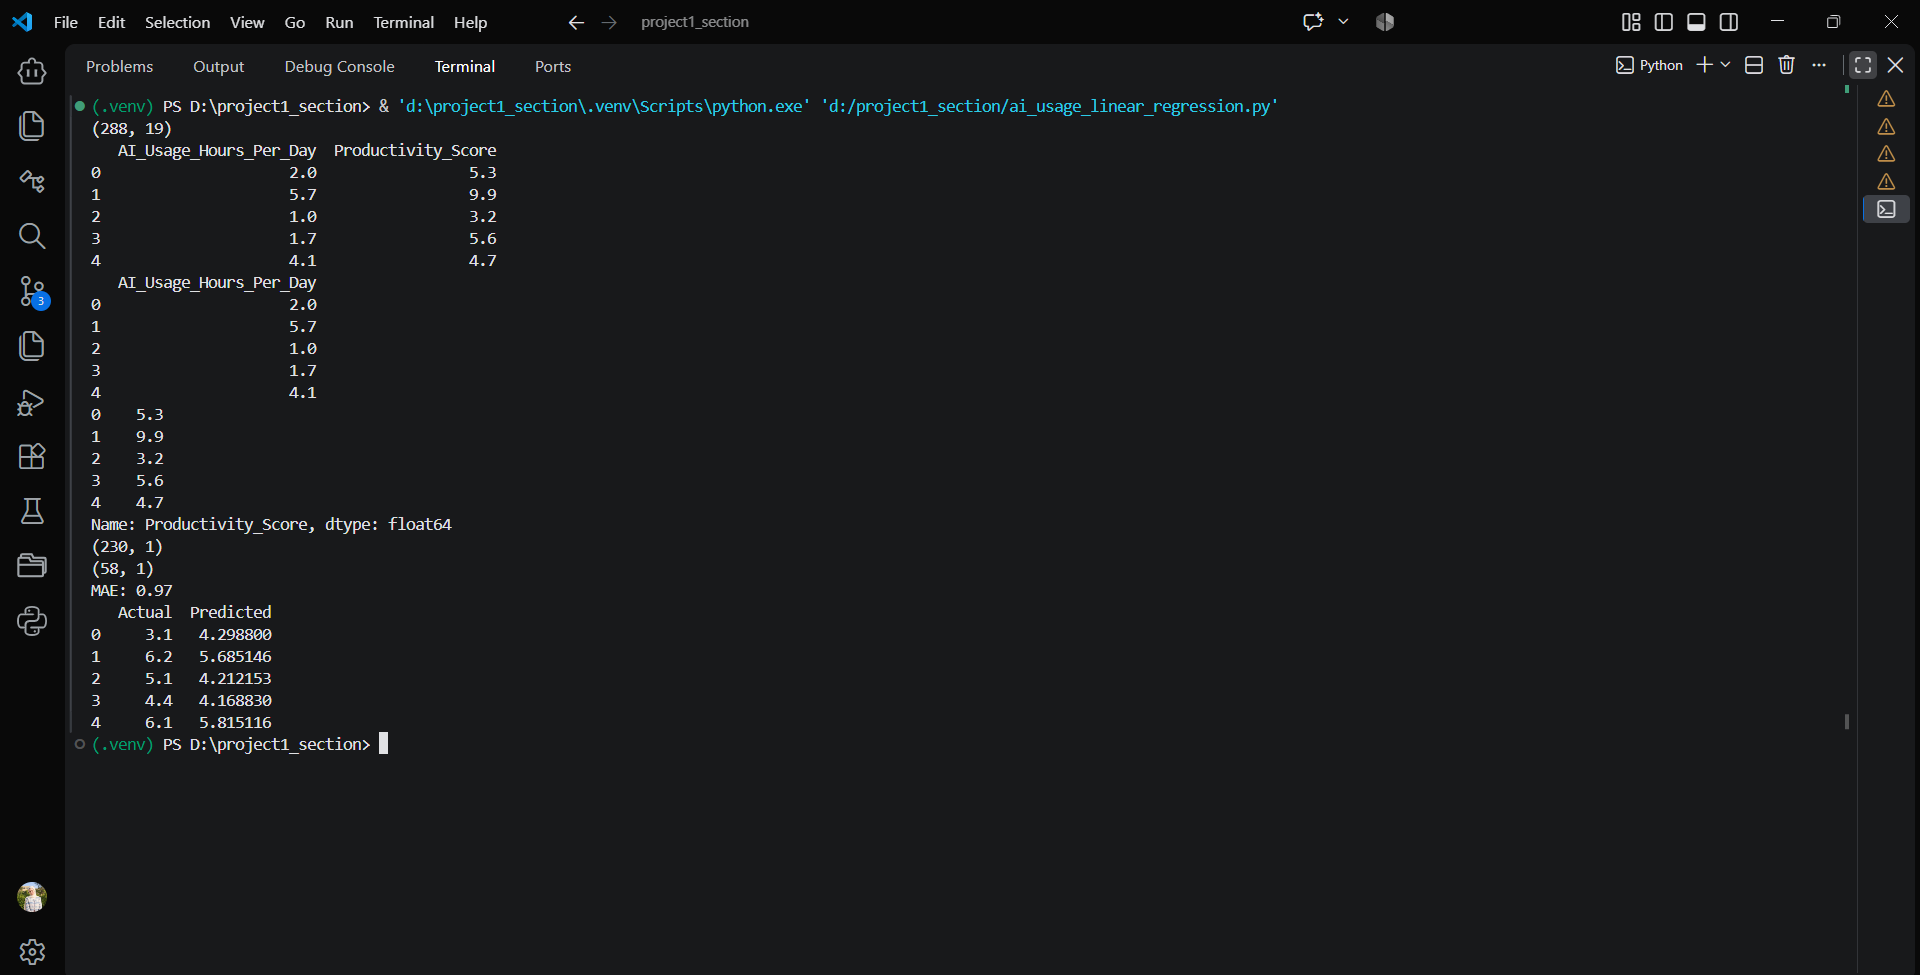 File Edit Selection View Go Run Terminal Help project1_section
Problems Output Debug Console Terminal Ports Python
(.venv) PS D:\project1_section> & 'd:\project1_section\.venv\Scripts\python.exe' 'd:/project1_section/ai_usage_linear_regression.py'
(288, 19)
AI_Usage_Hours_Per_Day Productivity_Score
0 2.0 5.3
1 5.7 9.9
2 1.0 3.2
3 1.7 5.6
4 4.1 4.7
AI_Usage_Hours_Per_Day
0 2.0
1 5.7
2 1.0
3 1.7
4 4.1
0 5.3
1 9.9
2 3.2
3 5.6
4 4.7
Name: Productivity_Score, dtype: float64
(230, 1)
(58, 1)
MAE: 0.97
Actual Predicted
0 3.1 4.298800
1 6.2 5.685146
2 5.1 4.212153
3 4.4 4.168830
4 6.1 5.815116
(.venv) PS D:\project1_section>
3